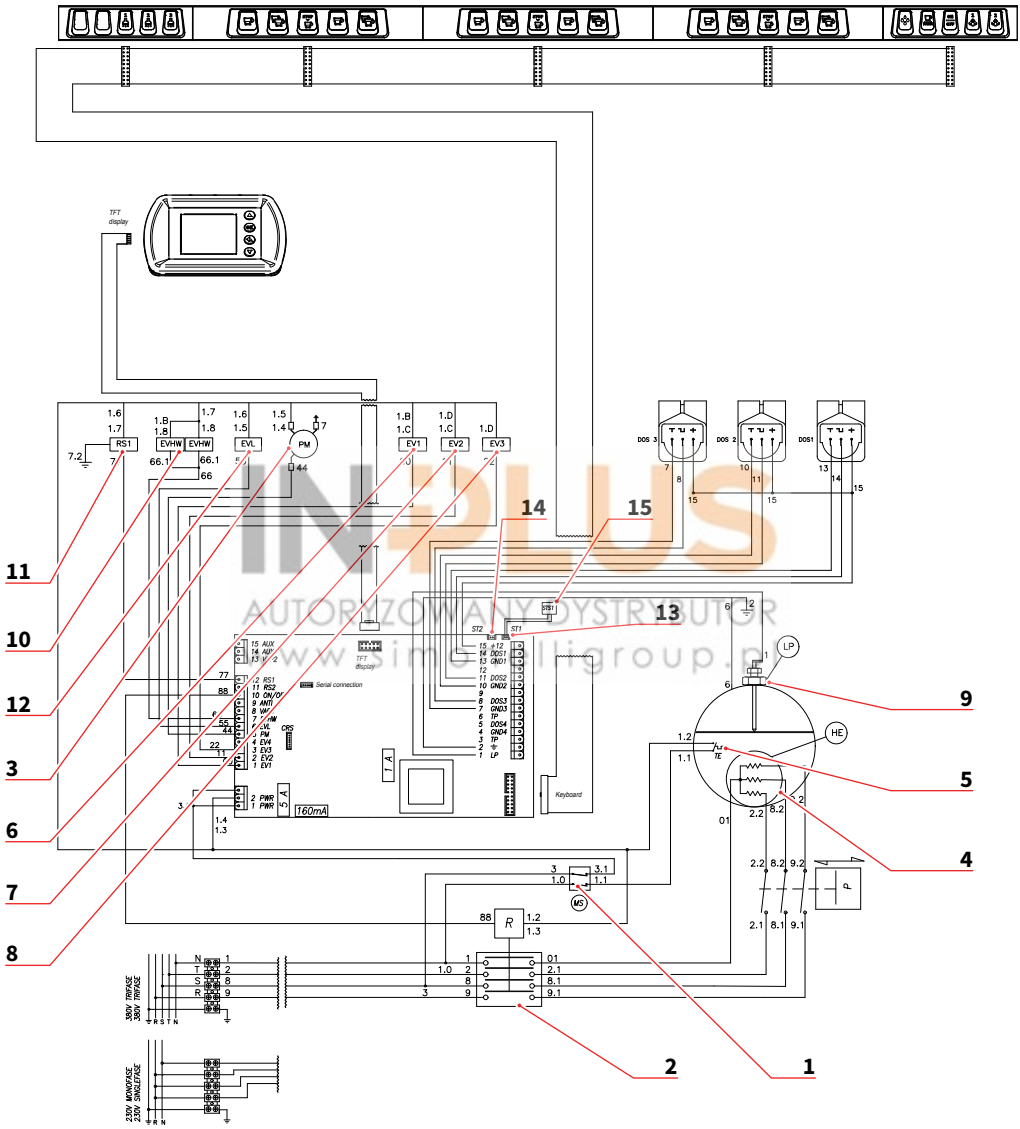 TFT
display
1.6
1.7
RS1
7.2
7
1.B
1.8
EVHW
66.1
1.7
1.8
EVHW
66.1
66
1.6
1.5
EVL
1.5
1.4
7
PM
44
1.B
1.C
EV1
1.D
1.C
EV2
1.D
EV3
DOS 3
7
8
15
DOS 2
10
11
15
DOS1
13
14
15
INPLUS
AUTORYZOWANY DYSTRYBUTOR
14
15
13
11
10
12
3
6
7
8
9
5
4
2
1
STS1
ST2
ST1
6
2
1
LP
6
HE
1.2
1.1
TE
01
2.2
8.2
9.2
2.2
8.2
9.2
P
2.1
8.1
9.1
15 AUX
14 AUX
TFT
display
Serial connection
CRS
77
88
55
44
22
11
12 RS1
11 RS2
9 ANTI
6 EVL
5 PM
4 EV4
3 EV3
2 EV2
1 EV1
2 PWR
1 PWR
5 A
160mA
1 A
3
1.4
1.3
15 +12
14 DOS1
13 GND1
12
11 DOS2
10 GND2
9
8 DOS3
7 GND3
6 TP
5 DOS4
4 GND4
3 TP
2
1 LP
Keyboard
3
3.1
1.0
1.1
MS
88
R
1.2
1.3
380V TRIFASE
380V TRIFASE
N 1
T 2
S 8
R 9
R S T N
1.0
3
1
2
8
9
01
2.1
8.1
9.1
230V MONOFASE
230V SINGLEFASE
R N